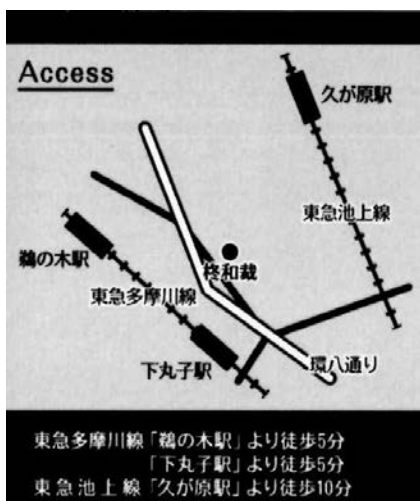 Access
久が原駅
東急池上線
鵜の木駅
柊和裁
東急多摩川線
下丸子駅
環八通り
東急多摩川線「鵜の木駅」より徒歩5分
「下丸子駅」より徒歩5分
東急池上線「久が原駅」より徒歩10分